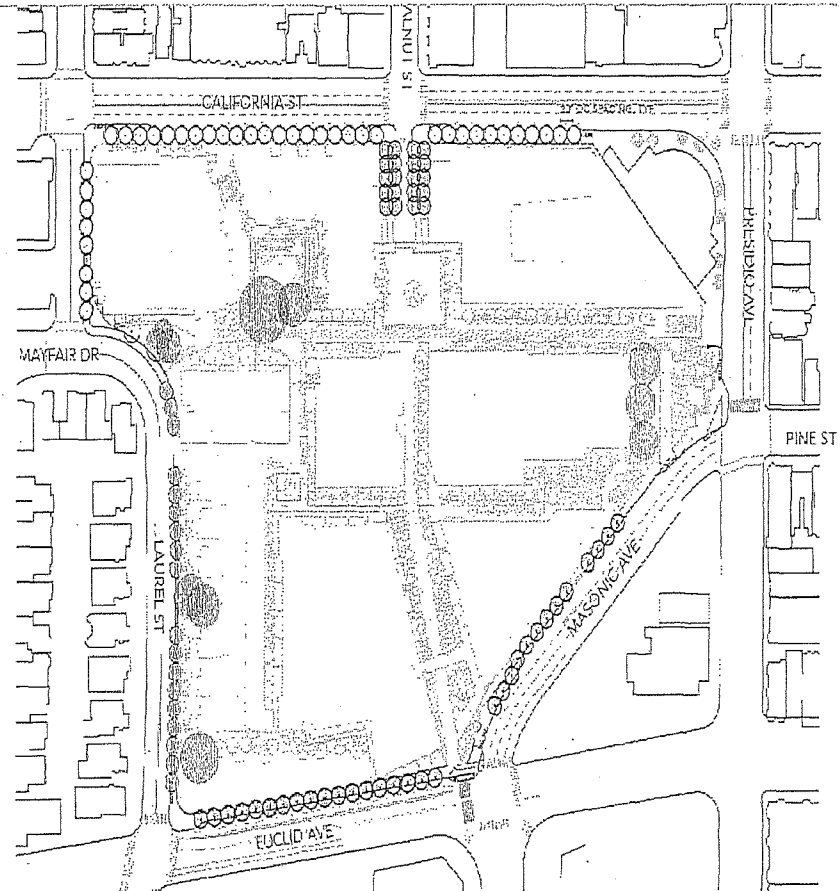 CALIFORNIA ST
PRESIDIO AVE
MAYFAIR DR
PINE ST
LAUREL ST
MASONIC AVE
EUCLID AVE